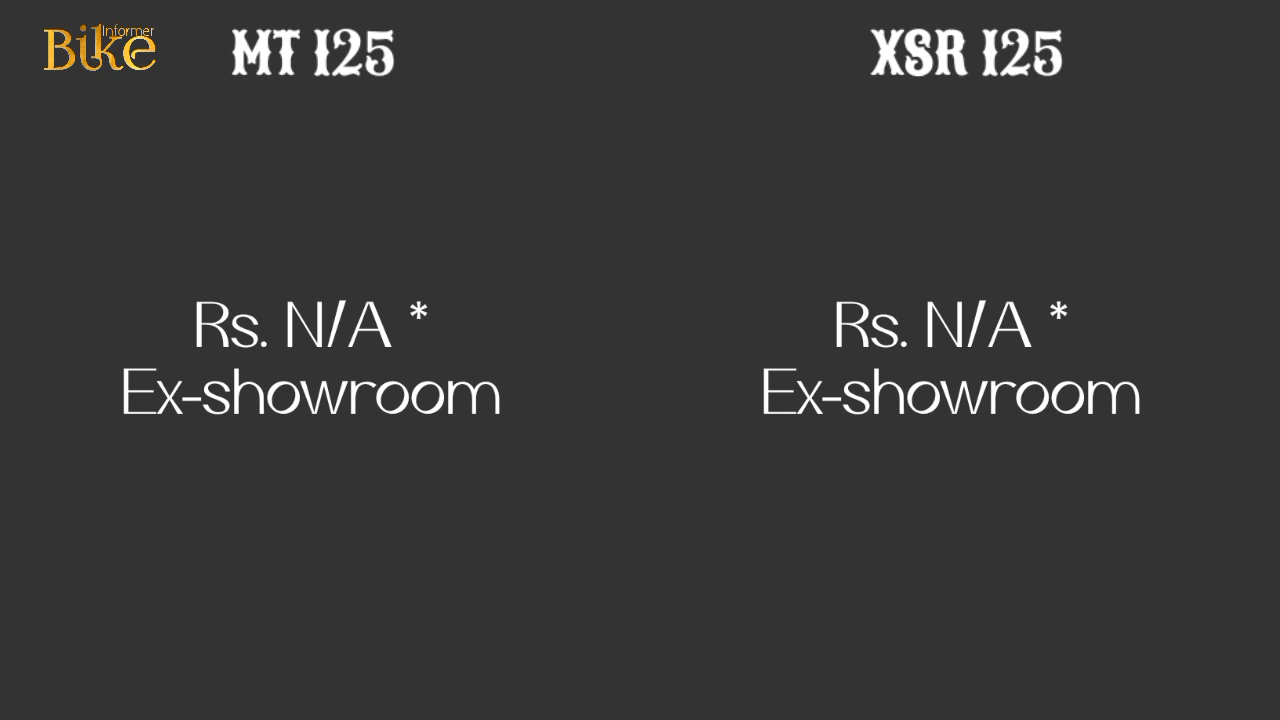 Bike Informer
MT 125
XSR 125
Rs. N/A *
Ex-showroom
Rs. N/A *
Ex-showroom